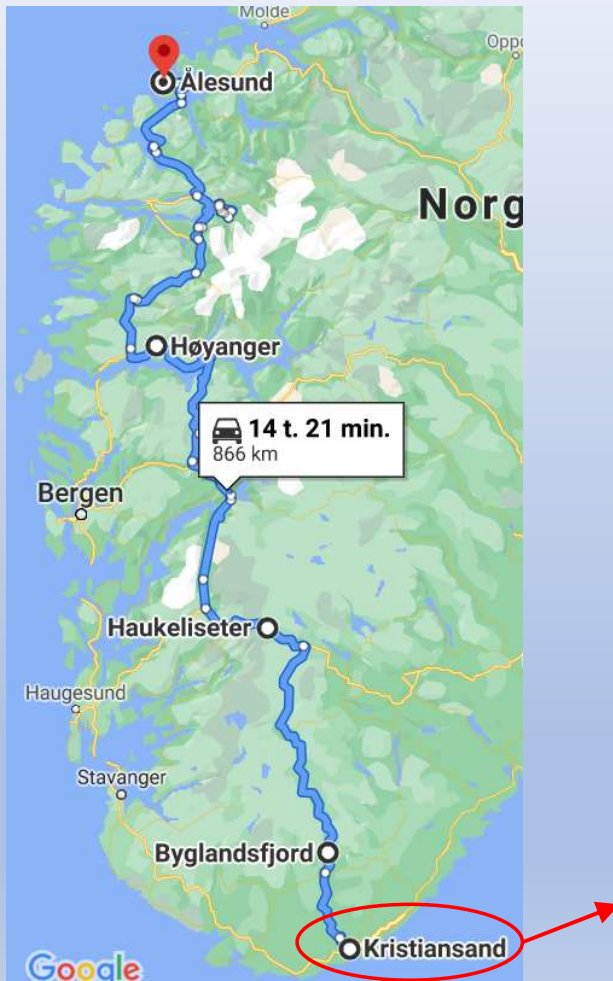 Molde
Opp
Ålesund
Norg
Høyanger
14 t. 21 min.
866 km
Bergen
Haukeliseter
Haugesund
Stavanger
Byglandsfjord
Kristiansand
Google